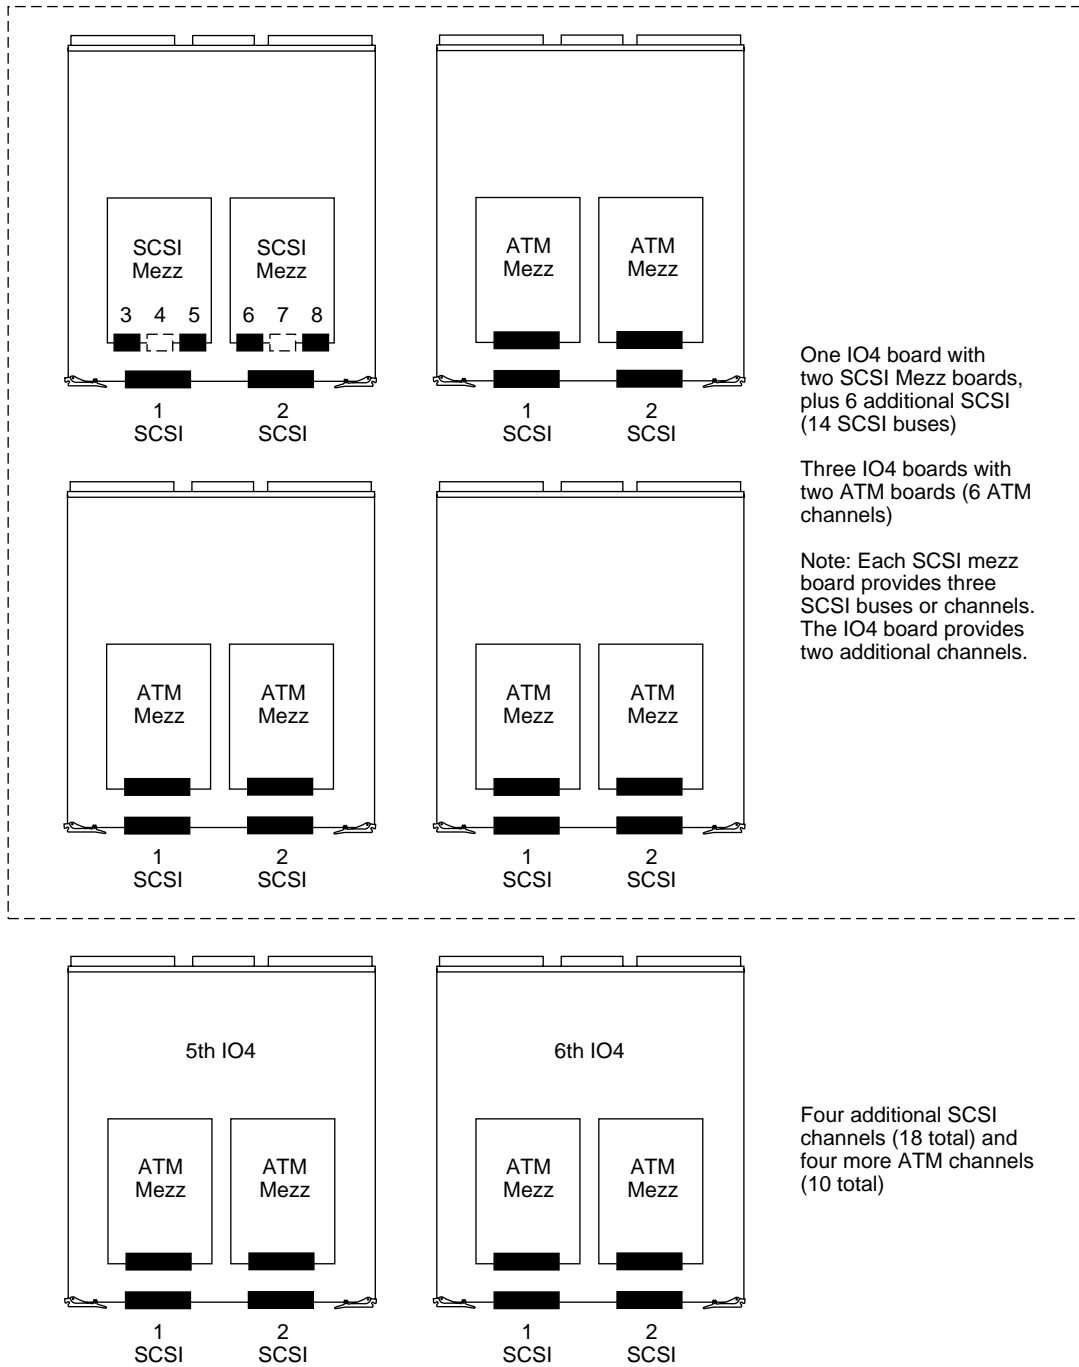 SCSI
Mezz
SCSI
Mezz
3 4 5 6 7 8
1
SCSI
2
SCSI
ATM
Mezz
ATM
Mezz
1
SCSI
2
SCSI
One IO4 board with
two SCSI Mezz boards,
plus 6 additional SCSI
(14 SCSI buses)
Three IO4 boards with
two ATM boards (6 ATM
channels)
Note: Each SCSI mezz
board provides three
SCSI buses or channels.
The IO4 board provides
two additional channels.
ATM
Mezz
ATM
Mezz
1
SCSI
2
SCSI
ATM
Mezz
ATM
Mezz
1
SCSI
2
SCSI
5th IO4
ATM
Mezz
ATM
Mezz
1
SCSI
2
SCSI
6th IO4
ATM
Mezz
ATM
Mezz
1
SCSI
2
SCSI
Four additional SCSI
channels (18 total) and
four more ATM channels
(10 total)